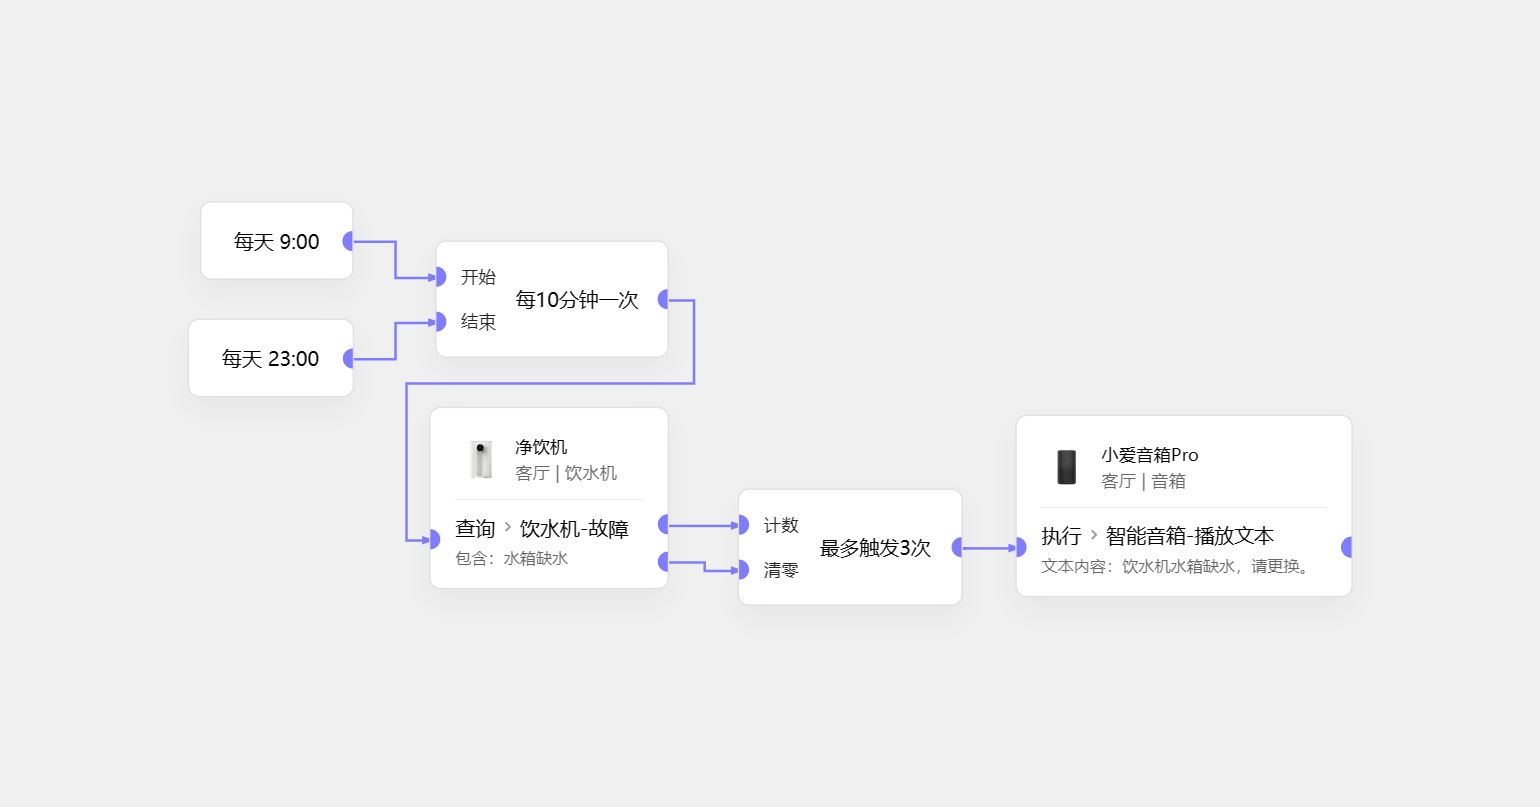 每天 9:00
每天 23:00
开始
每10分钟一次
结束
净饮机
客厅 | 饮水机
查询 > 饮水机-故障
包含：水箱缺水
计数
最多触发3次
清零
小爱音箱Pro
客厅 | 音箱
执行 > 智能音箱-播放文本
文本内容：饮水机水箱缺水，请更换。